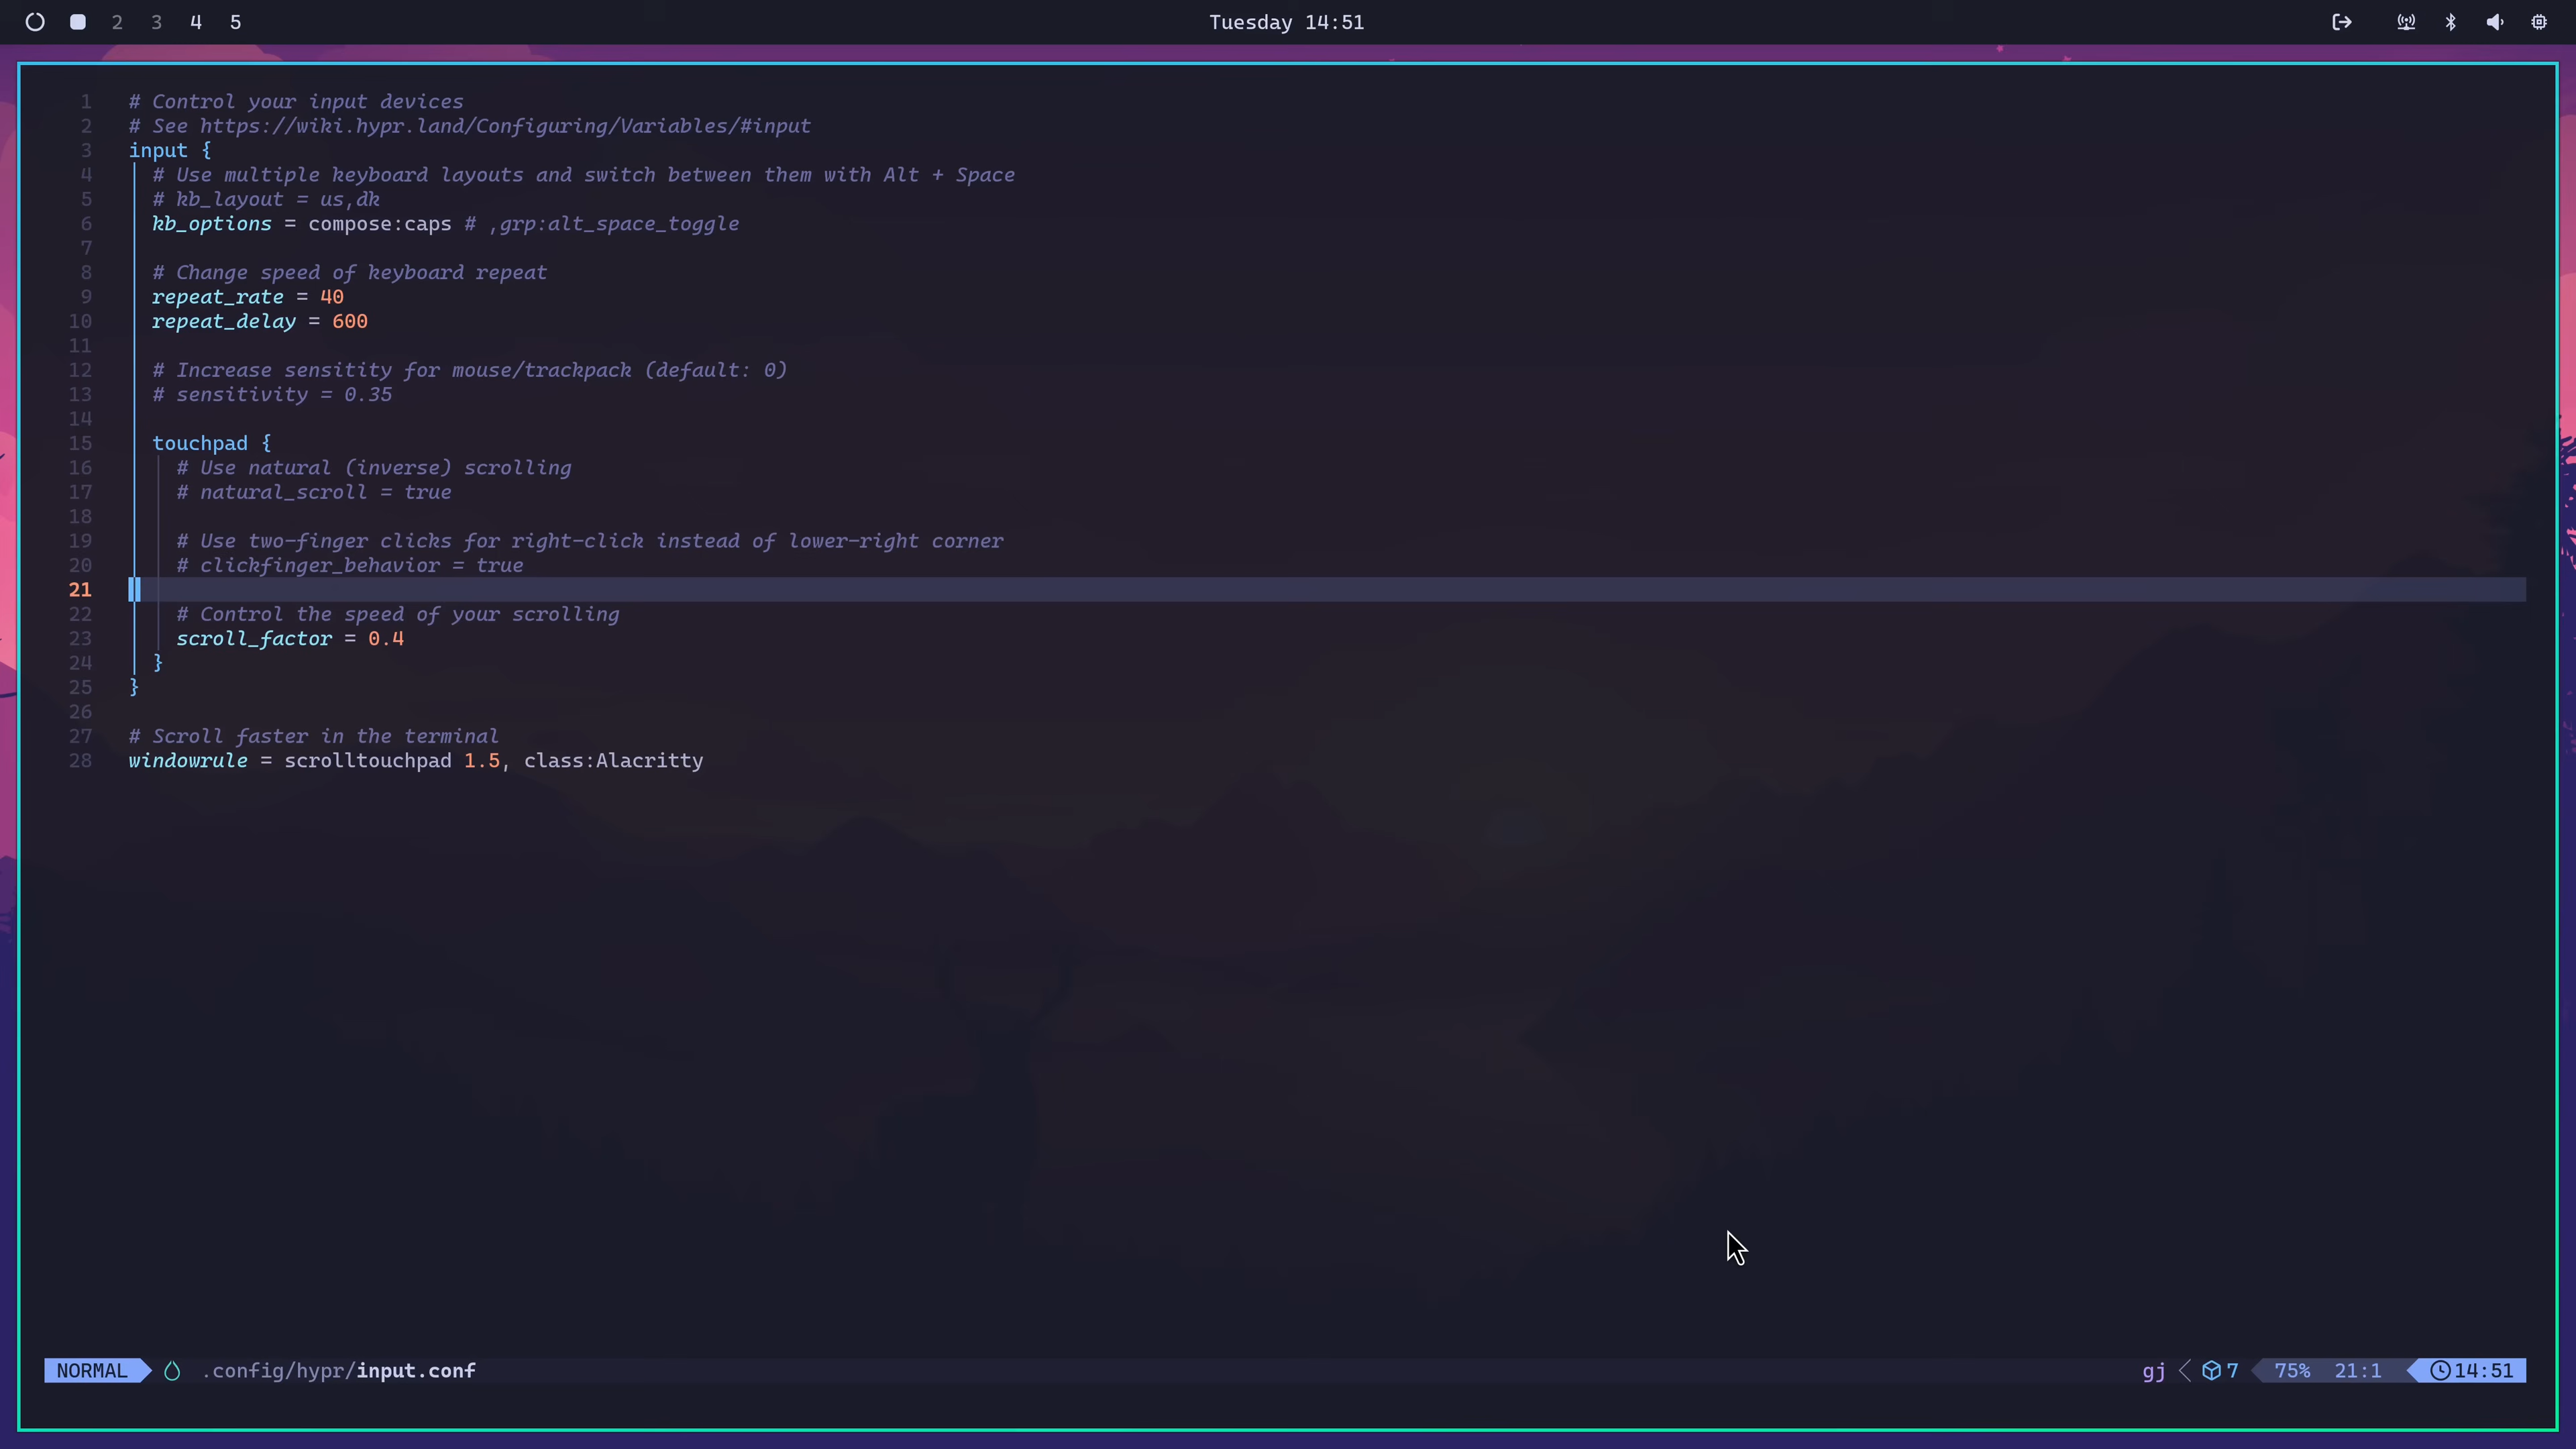 2 3 4 5 Tuesday 14:51
1 # Control your input devices
2 # See https://wiki.hypr.land/Configuring/Variables/#input
3 input {
4 # Use multiple keyboard layouts and switch between them with Alt + Space
5 # kb_layout = us,dk
6 kb_options = compose:caps # ,grp:alt_space_toggle
7
8 # Change speed of keyboard repeat
9 repeat_rate = 40
10 repeat_delay = 600
11
12 # Increase sensitity for mouse/trackpack (default: 0)
13 # sensitivity = 0.35
14
15 touchpad {
16 # Use natural (inverse) scrolling
17 # natural_scroll = true
18
19 # Use two-finger clicks for right-click instead of lower-right corner
20 # clickfinger_behavior = true
21
22 # Control the speed of your scrolling
23 scroll_factor = 0.4
24 }
25 }
26
27 # Scroll faster in the terminal
28 windowrule = scrolltouchpad 1.5, class:Alacritty
NORMAL .config/hypr/input.conf gj 7 75% 21:1 14:51